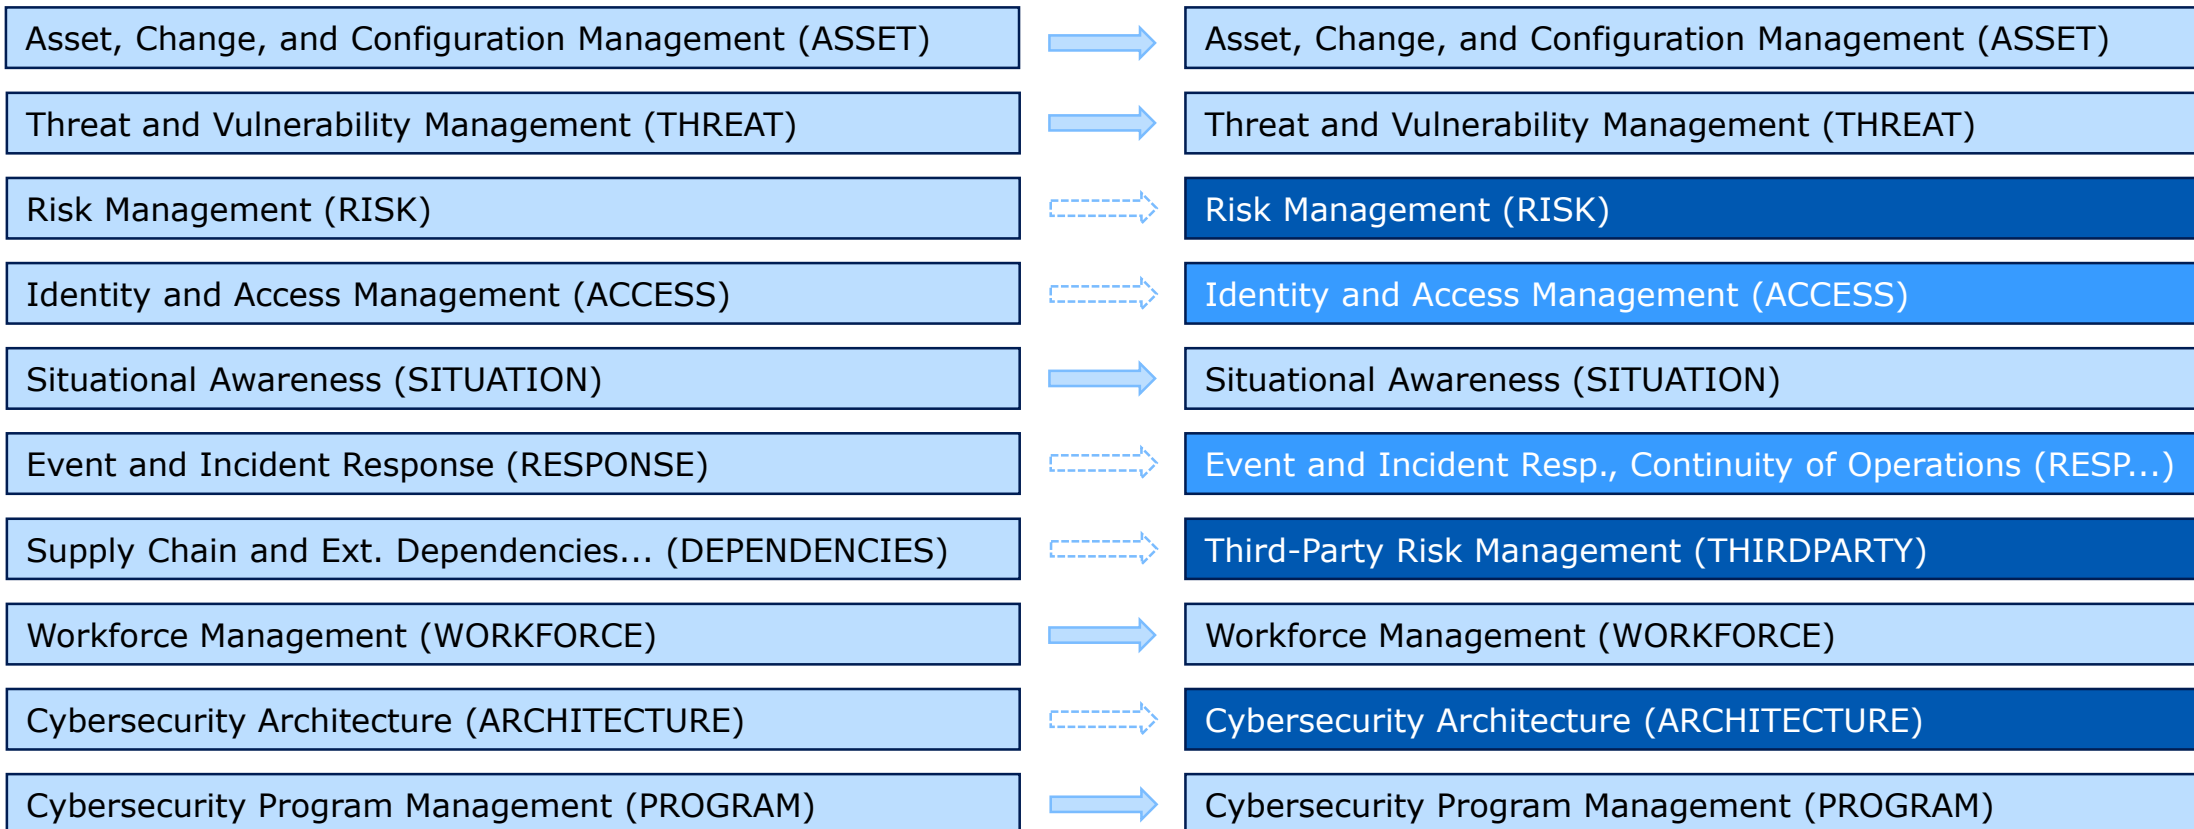 Asset, Change, and Configuration Management (ASSET)
Asset, Change, and Configuration Management (ASSET)
Threat and Vulnerability Management (THREAT)
Threat and Vulnerability Management (THREAT)
Risk Management (RISK)
Risk Management (RISK)
Identity and Access Management (ACCESS)
Identity and Access Management (ACCESS)
Situational Awareness (SITUATION)
Situational Awareness (SITUATION)
Event and Incident Response (RESPONSE)
Event and Incident Resp., Continuity of Operations (RESP...)
Supply Chain and Ext. Dependencies... (DEPENDENCIES)
Third-Party Risk Management (THIRDPARTY)
Workforce Management (WORKFORCE)
Workforce Management (WORKFORCE)
Cybersecurity Architecture (ARCHITECTURE)
Cybersecurity Architecture (ARCHITECTURE)
Cybersecurity Program Management (PROGRAM)
Cybersecurity Program Management (PROGRAM)